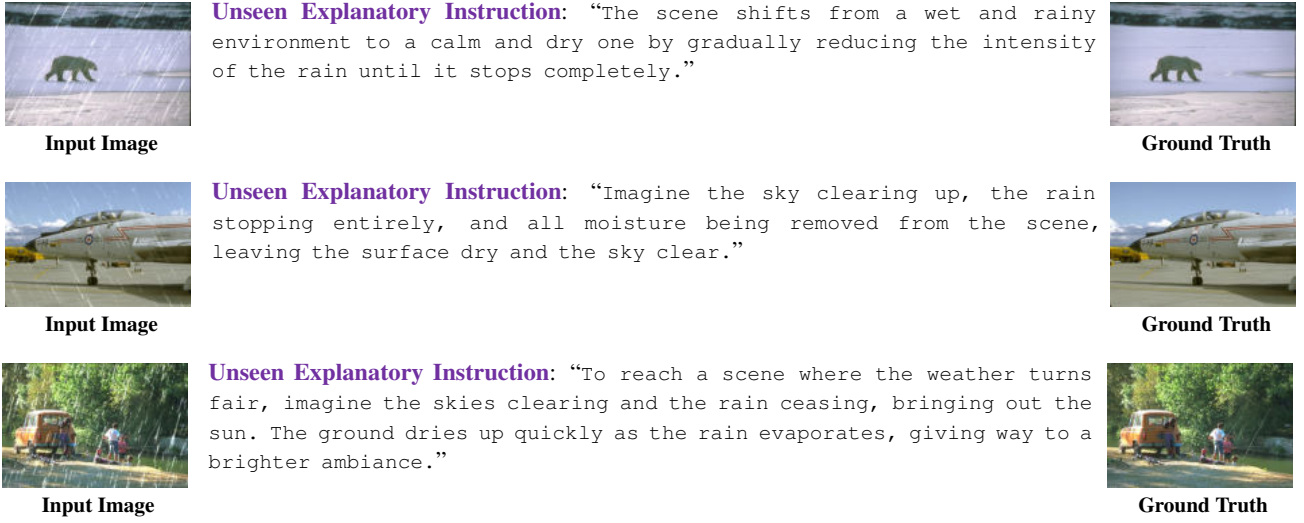 Unseen Explanatory Instruction: “The scene shifts from a wet and rainy
environment to a calm and dry one by gradually reducing the intensity
of the rain until it stops completely.”
Input Image
Ground Truth
Unseen Explanatory Instruction: “Imagine the sky clearing up, the rain
stopping entirely, and all moisture being removed from the scene,
leaving the surface dry and the sky clear.”
Input Image
Ground Truth
Unseen Explanatory Instruction: “To reach a scene where the weather turns
fair, imagine the skies clearing and the rain ceasing, bringing out the
sun. The ground dries up quickly as the rain evaporates, giving way to a
brighter ambiance.”
Input Image
Ground Truth